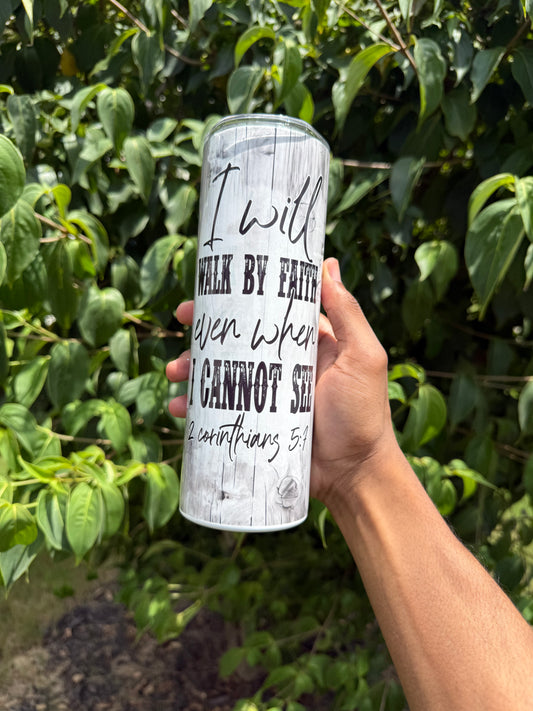 I will
WALK BY FAITH
even when
I CANNOT SEE
2 corinthians 5:7